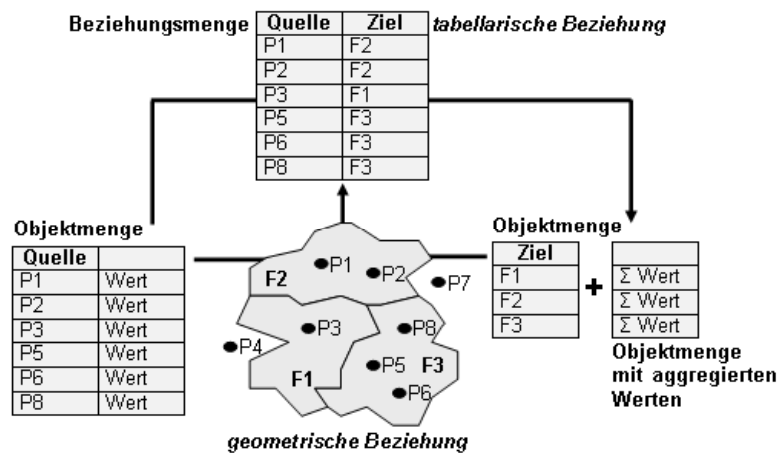 Beziehungsmenge Quelle Ziel tabellarische Beziehung
P1 F2
P2 F2
P3 F1
P5 F3
P6 F3
P8 F3
Objektmenge
Quelle
P1 Wert
P2 Wert
P3 Wert
P5 Wert
P6 Wert
P8 Wert
F2 P1 P2 P7
P4 P3 P8
F1 P5 F3
P6
geometrische Beziehung
Objektmenge
Ziel
F1 + Σ Wert
F2 Σ Wert
F3 Σ Wert
Objektmenge
mit aggregierten
Werten